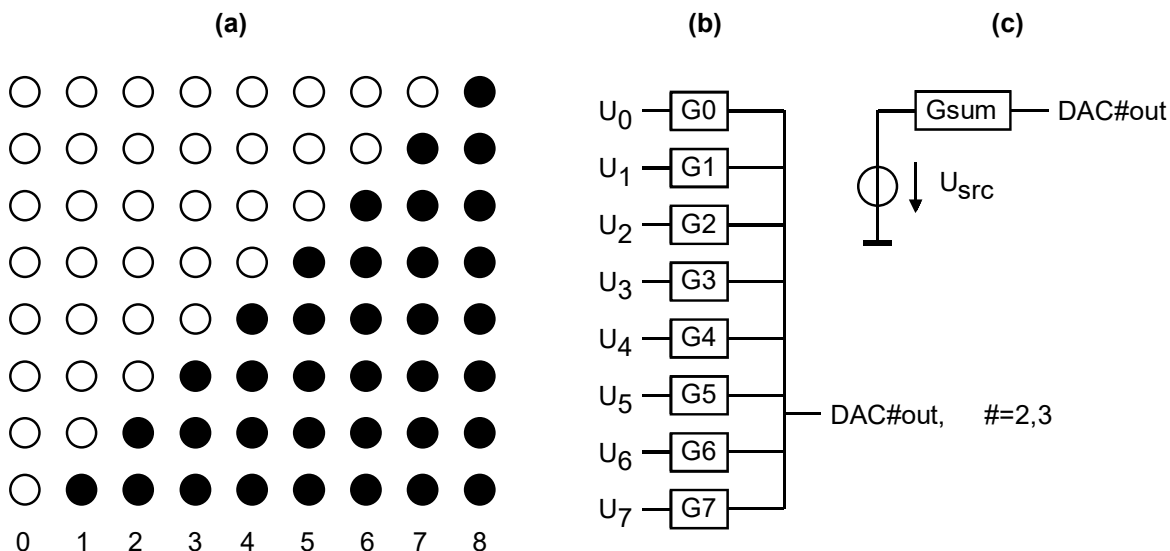 (a)
0 1 2 3 4 5 6 7 8
(b)
U0 G0
U1 G1
U2 G2
U3 G3
U4 G4
U5 G5
U6 G6
U7 G7
DAC#out, #=2,3
(c)
Gsum DAC#out
Usrc